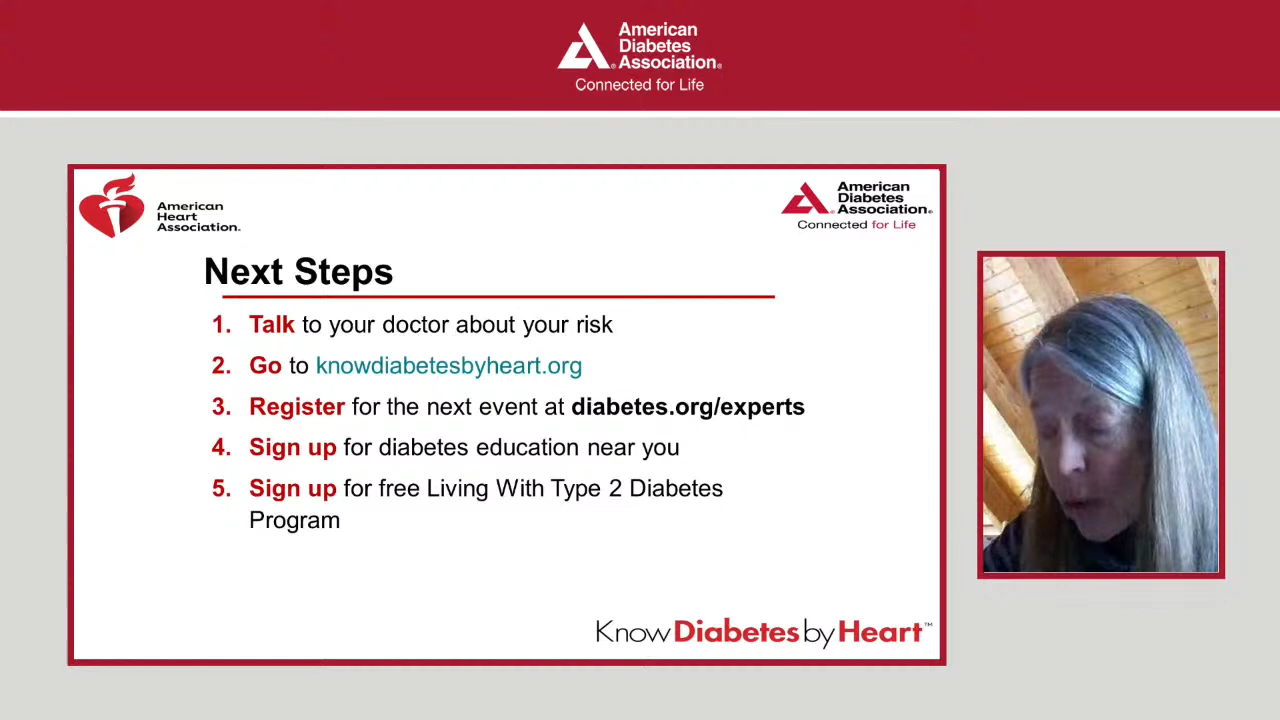 American
Diabetes
Association®
Connected for Life
American
Heart
Association.
American
Diabetes
Association®
Connected for Life
Next Steps
1. Talk to your doctor about your risk
2. Go to knowdiabetesbyheart.org
3. Register for the next event at diabetes.org/experts
4. Sign up for diabetes education near you
5. Sign up for free Living With Type 2 Diabetes
Program
Know Diabetes by Heart™